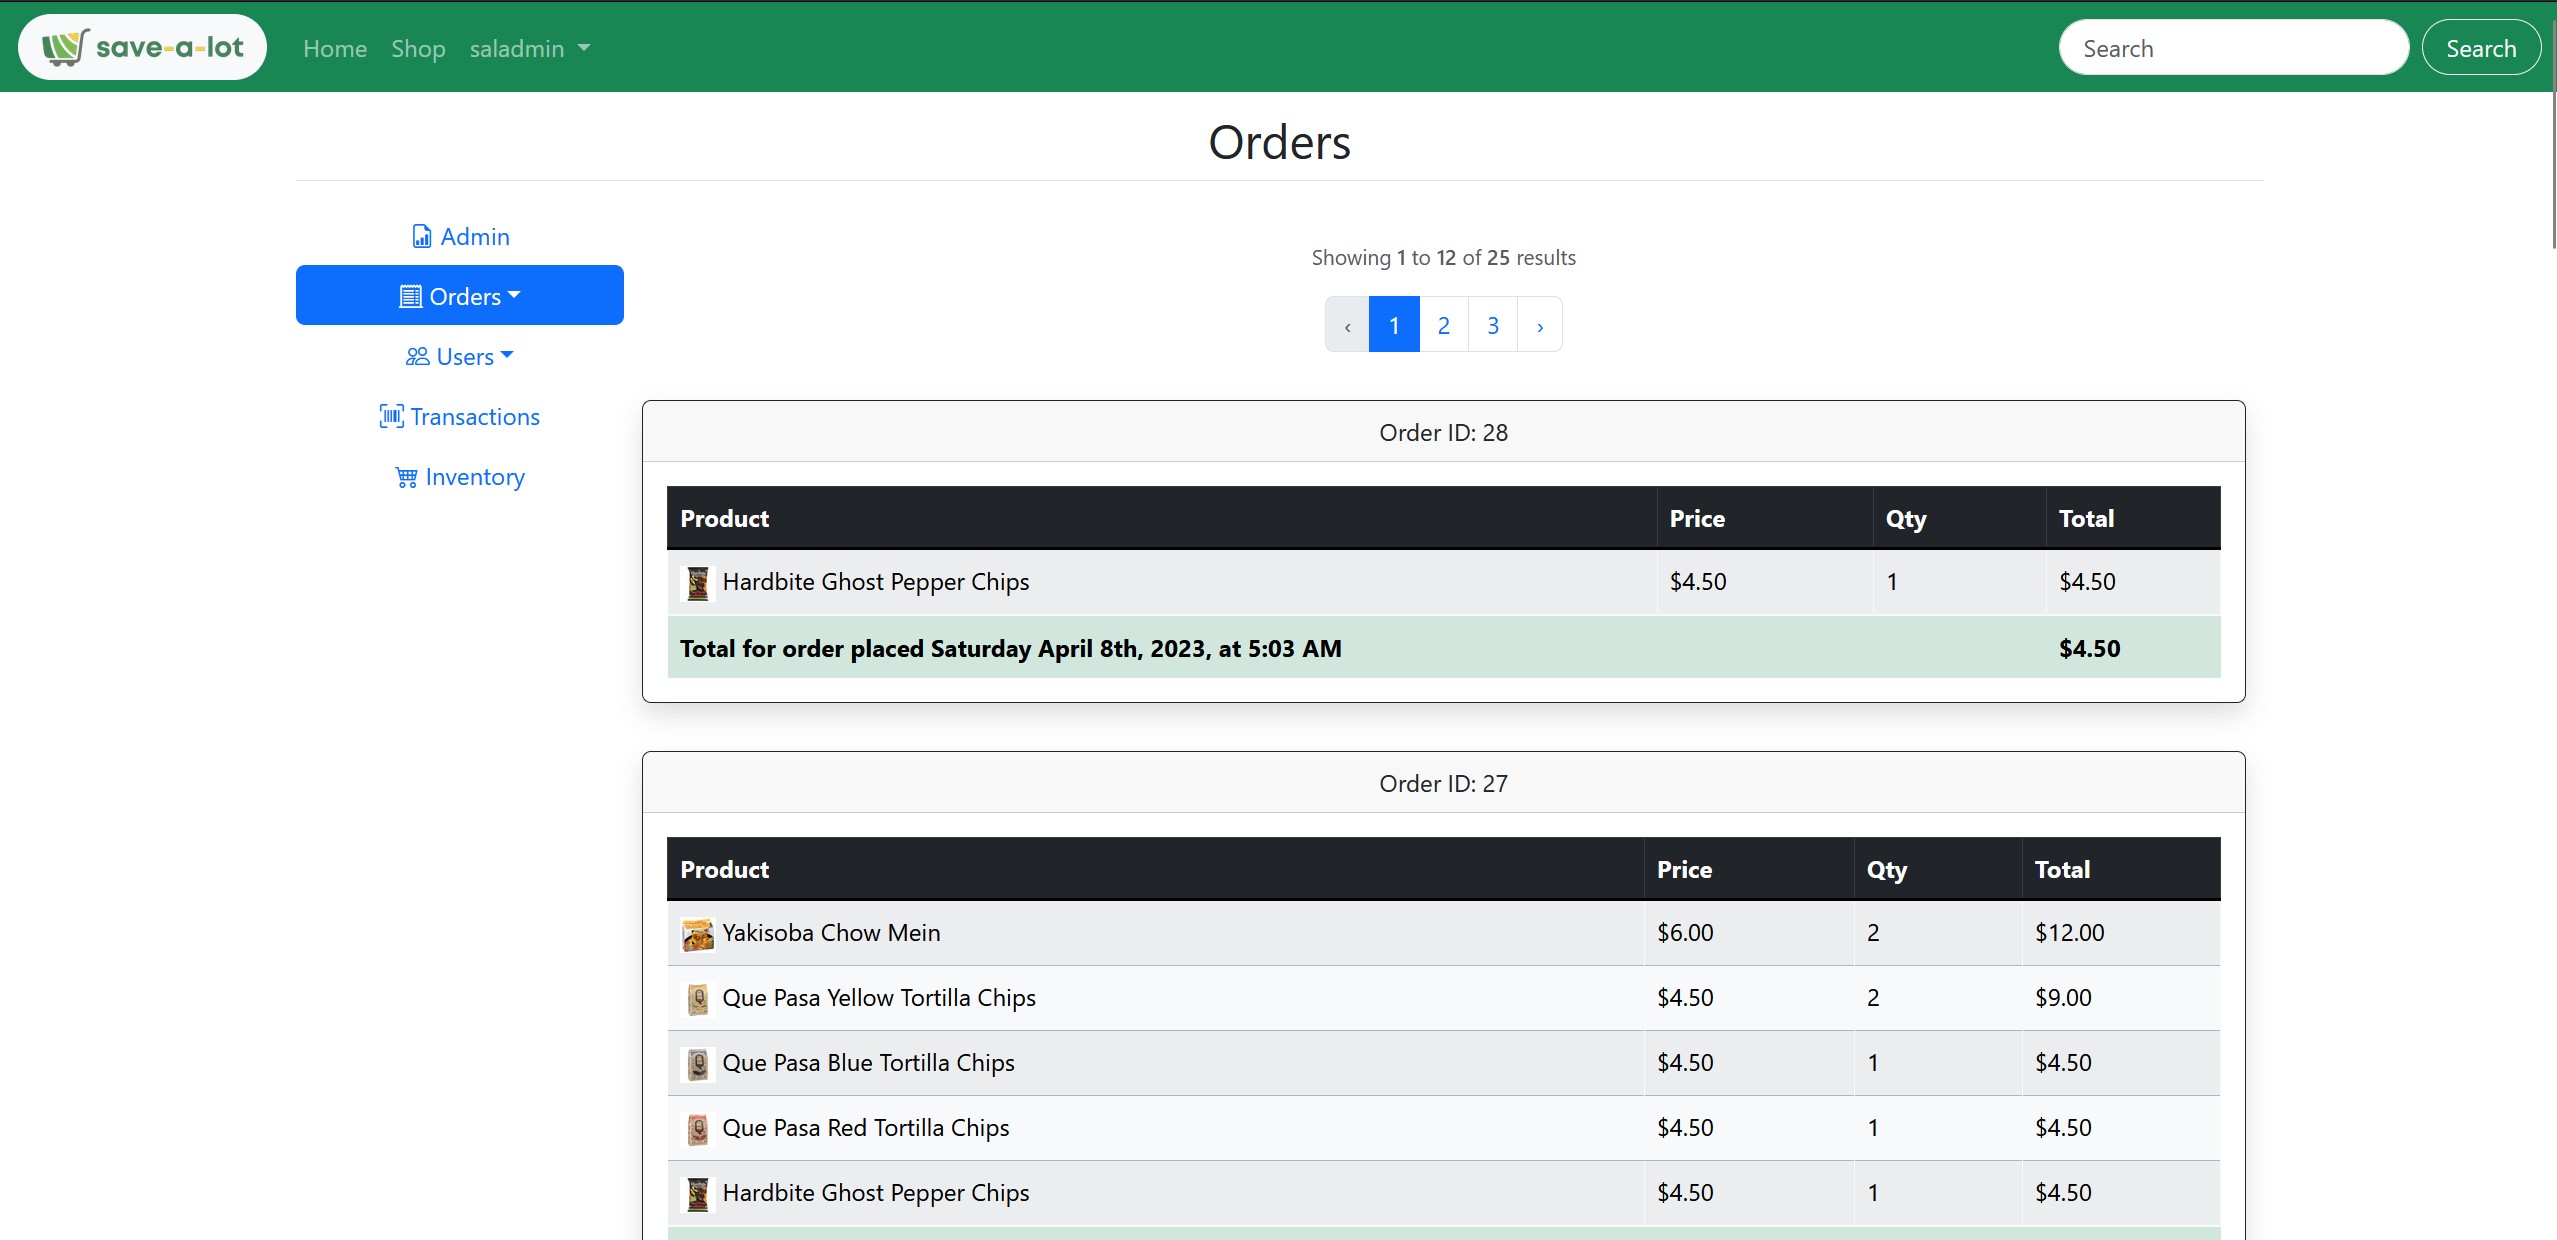 save-a-lot Home Shop saladmin Search Search
Orders
Admin
Orders
Users
Transactions
Inventory
Showing 1 to 12 of 25 results
‹ 1 2 3 ›
Order ID: 28
Product Price Qty Total
Hardbite Ghost Pepper Chips $4.50 1 $4.50
Total for order placed Saturday April 8th, 2023, at 5:03 AM $4.50
Order ID: 27
Product Price Qty Total
Yakisoba Chow Mein $6.00 2 $12.00
Que Pasa Yellow Tortilla Chips $4.50 2 $9.00
Que Pasa Blue Tortilla Chips $4.50 1 $4.50
Que Pasa Red Tortilla Chips $4.50 1 $4.50
Hardbite Ghost Pepper Chips $4.50 1 $4.50